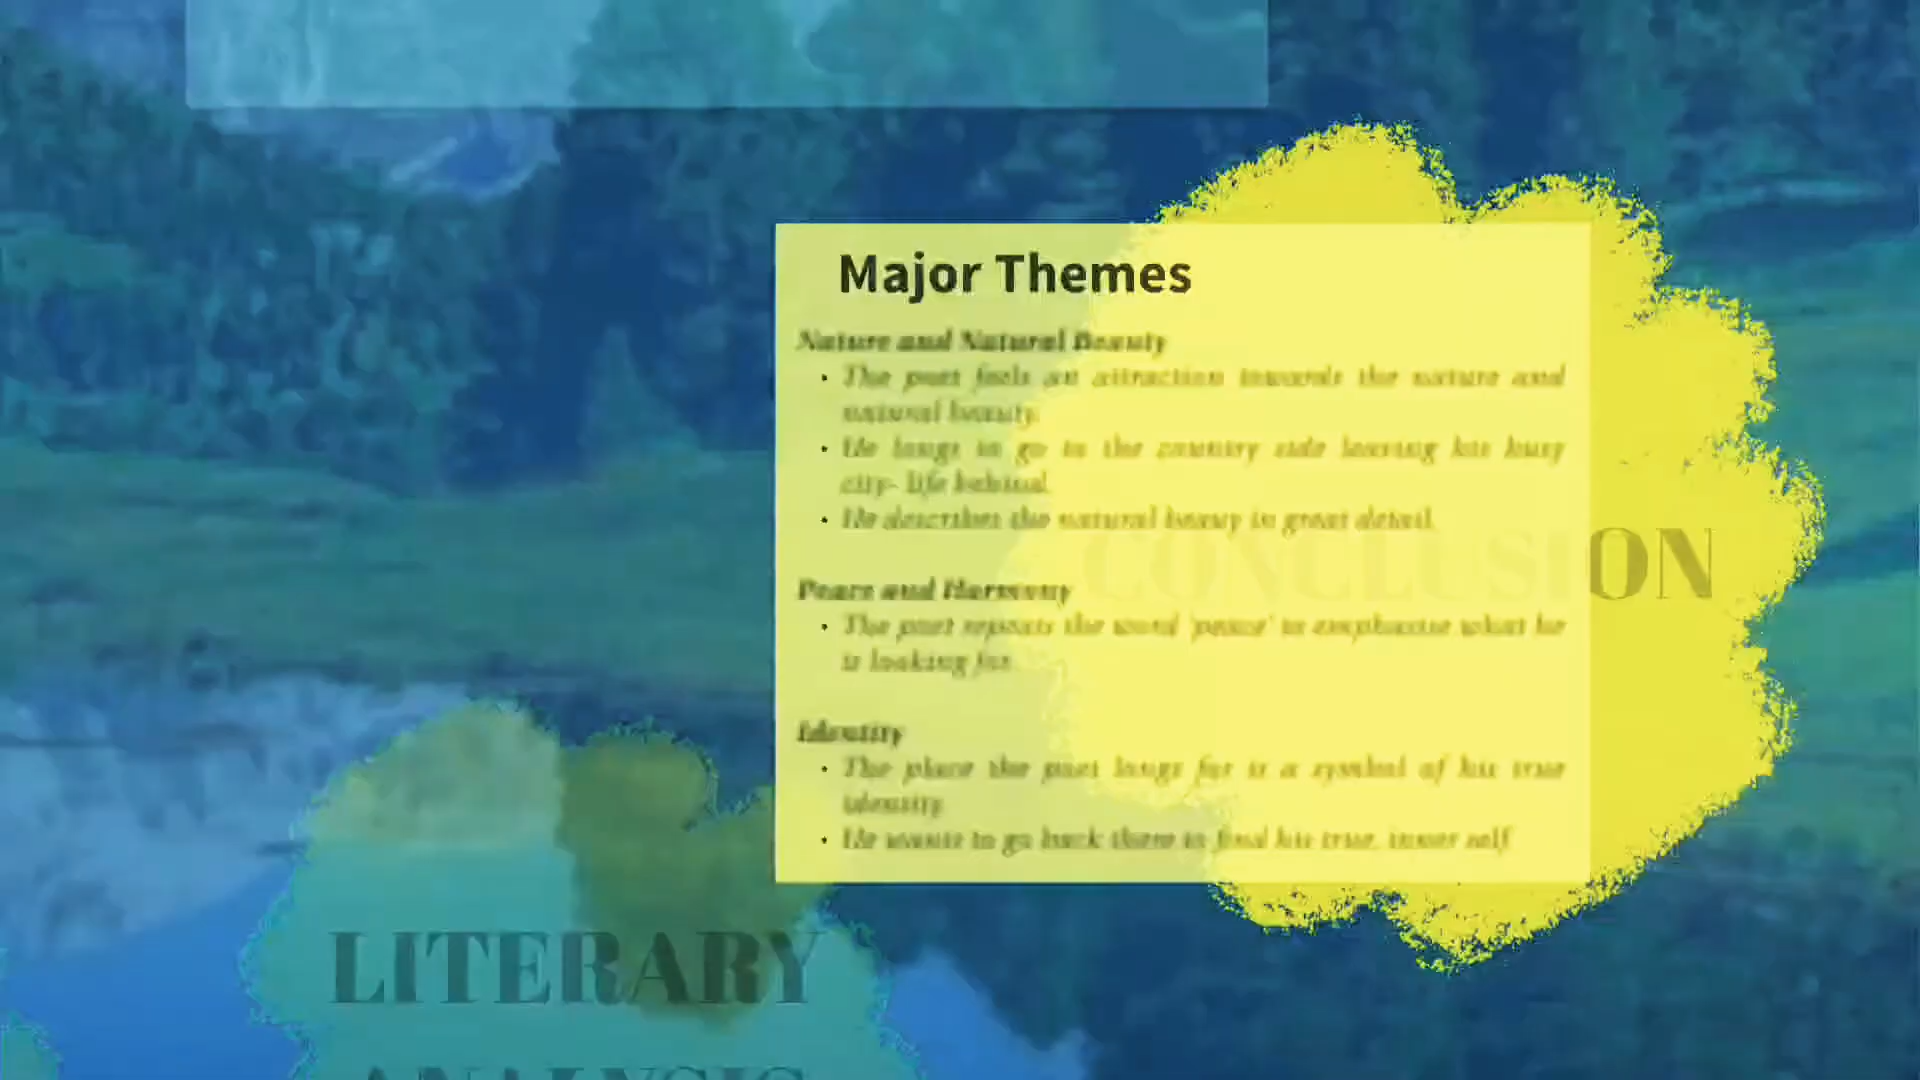 Major Themes
Nature and Natural Beauty
• The poet feels an attraction towards the nature and
natural beauty.
• He longs to go to the country side leaving his busy
city- life behind.
• He describes the natural beauy in great detail.
CONCLUSION
Peace and Harmony
• The poet repeats the word 'peace' to emphasise what he
is looking for.
Identity
• The place the poet longs for is a symbol of his true
identity.
• He wants to go back there to find his true, inner self.
LITERARY
ANALYSIS